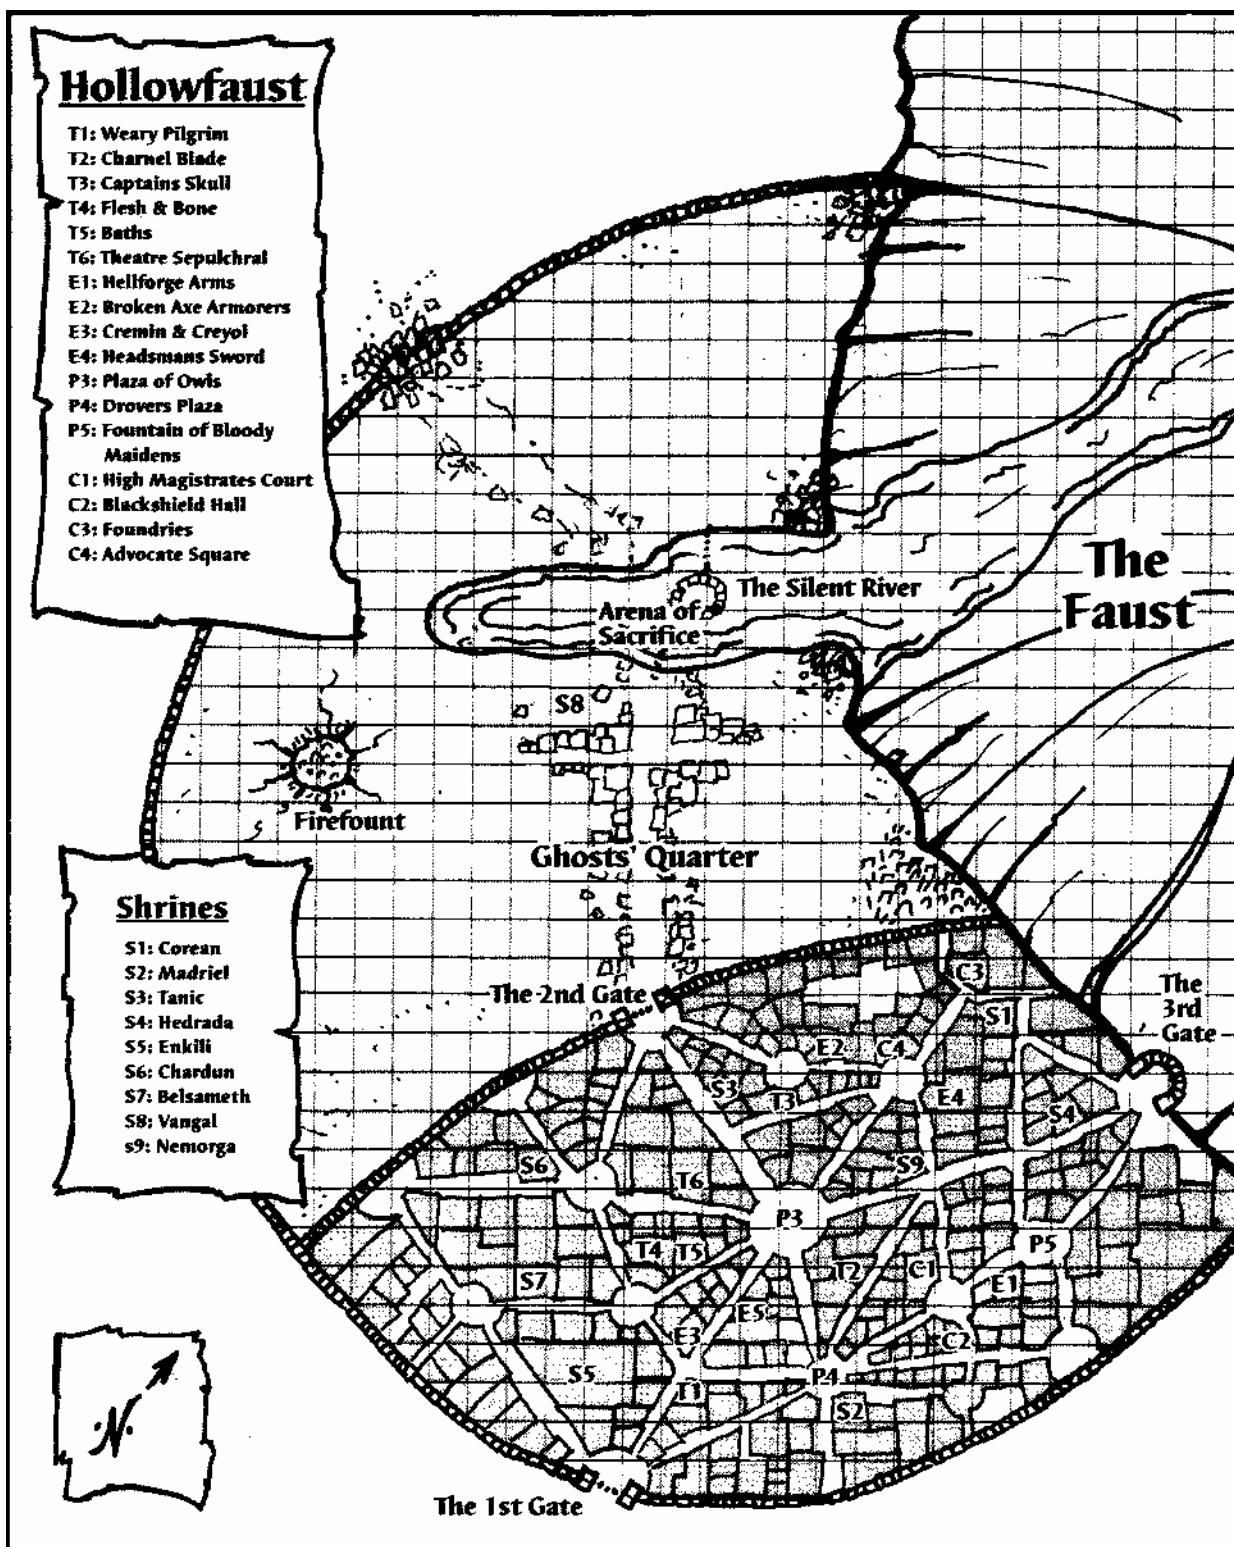 Hollowfaust
T1: Weary Pilgrim
T2: Charnel Blade
T3: Captains Skull
T4: Flesh & Bone
T5: Baths
T6: Theatre Sepulchral
E1: Hellforge Arms
E2: Broken Axe Armorers
E3: Cremin & Creyol
E4: Headsmans Sword
P3: Plaza of Owls
P4: Drovers Plaza
P5: Fountain of Bloody
Maidens
C1: High Magistrates Court
C2: Blackshield Hall
C3: Foundries
C4: Advocate Square
The
Faust
The Silent River
Arena of
Sacrifice
S8
Firefount
Ghosts' Quarter
Shrines
S1: Corean
S2: Madriel
S3: Tanic
S4: Hedrada
S5: Enkili
S6: Chardun
S7: Belsameth
S8: Vangal
s9: Nemorga
The 2nd Gate
The
3rd
Gate
C3
S1
E2
C4
S3
T3
E4
S4
S6
T6
S9
P3
P5
T4
T5
T2
C1
S7
E1
E5
E3
C2
S5
T1
P4
S2
N
The 1st Gate